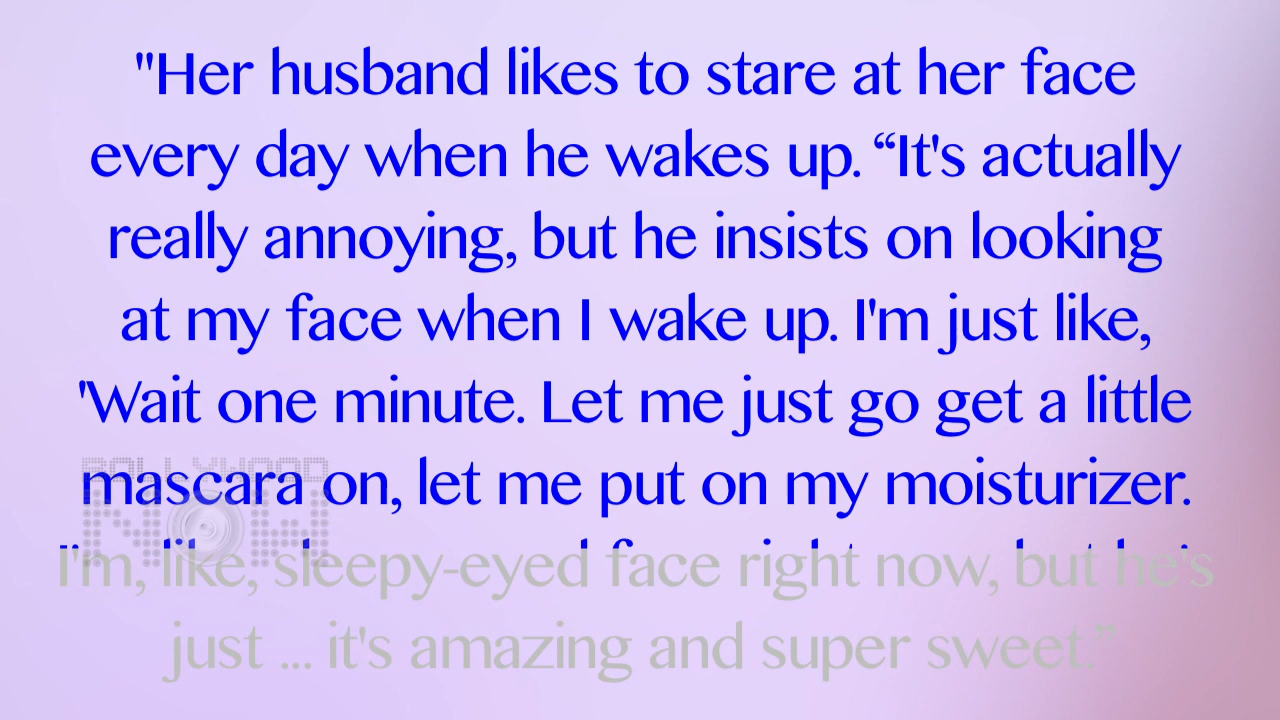 "Her husband likes to stare at her face
every day when he wakes up. “It's actually
really annoying, but he insists on looking
at my face when I wake up. I'm just like,
'Wait one minute. Let me just go get a little
mascara on, let me put on my moisturizer.
BOLLYWOOD
NOW
I'm, like, sleepy-eyed face right now, but he's
just ... it's amazing and super sweet.”